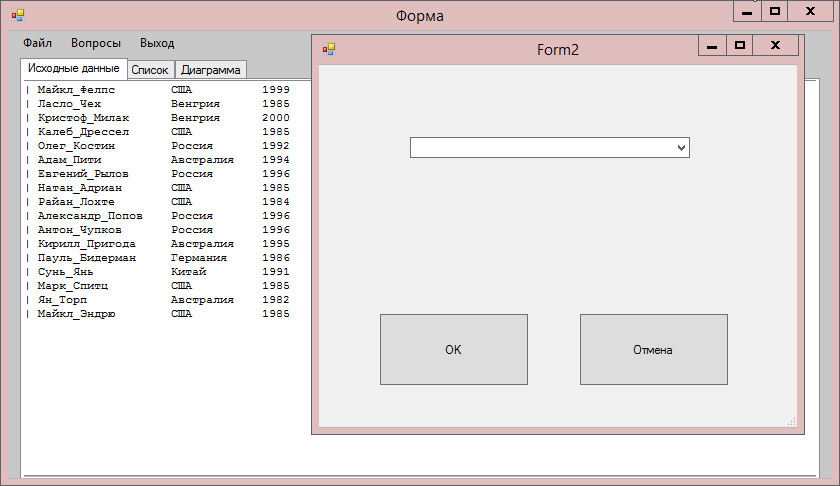 Форма
Файл Вопросы Выход
Исходные данные Список Диаграмма
| Майкл_Фелпс США 1999
| Ласло_Чех Венгрия 1985
| Кристоф_Милак Венгрия 2000
| Калеб_Дрессел США 1985
| Олег_Костин Россия 1992
| Адам_Пити Австралия 1994
| Евгений_Рылов Россия 1996
| Натан_Адриан США 1985
| Райан_Лохте США 1984
| Александр_Попов Россия 1996
| Антон_Чупков Россия 1996
| Кирилл_Пригода Австралия 1995
| Пауль_Бидерман Германия 1986
| Сунь_Янь Китай 1991
| Марк_Спитц США 1985
| Ян_Торп Австралия 1982
| Майкл_Эндрю США 1985
Form2
OK Отмена